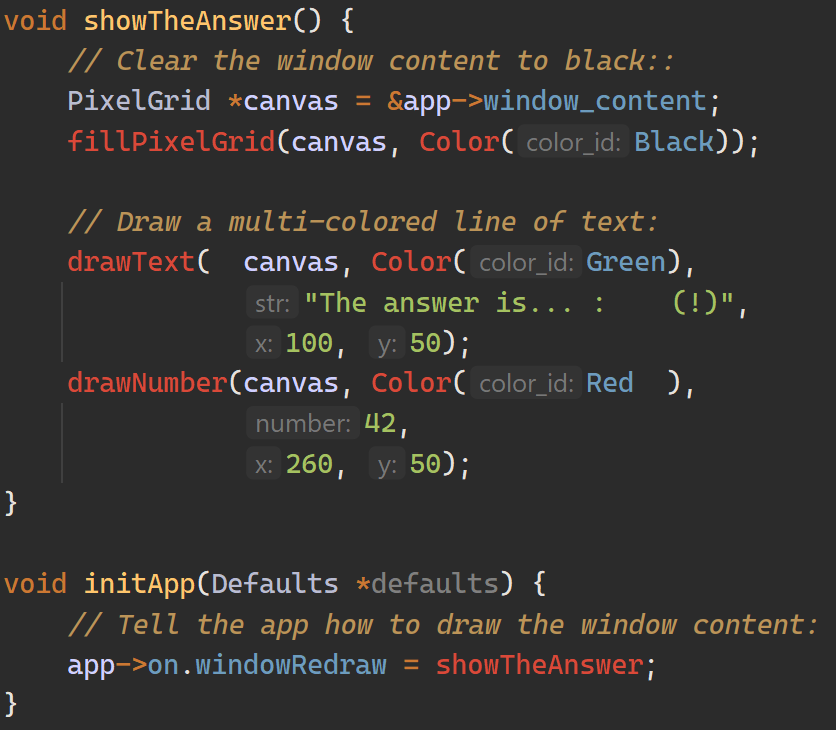 void showTheAnswer() {
    // Clear the window content to black::
    PixelGrid *canvas = &app->window_content;
    fillPixelGrid(canvas, Color( color_id: Black));

    // Draw a multi-colored line of text:
    drawText(  canvas, Color( color_id: Green),
               str: "The answer is... :    (!)",
               x: 100,  y: 50);
    drawNumber(canvas, Color( color_id: Red  ),
               number: 42,
               x: 260,  y: 50);
}

void initApp(Defaults *defaults) {
    // Tell the app how to draw the window content:
    app->on.windowRedraw = showTheAnswer;
}